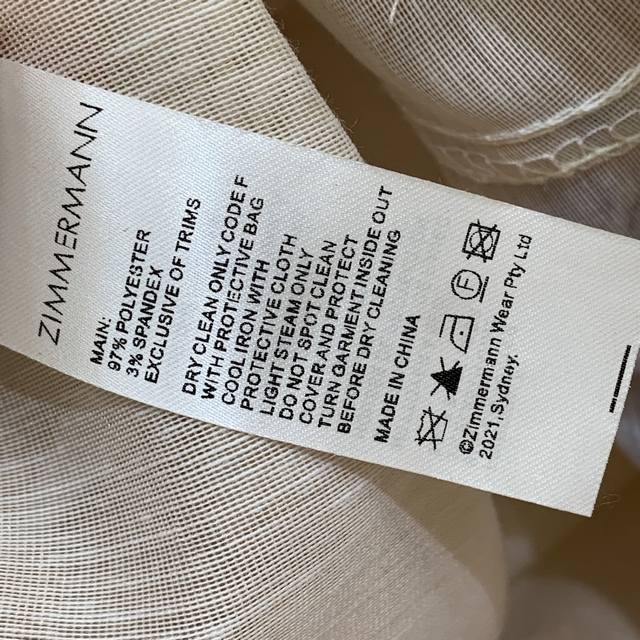 ZIMMERMANN
MAIN:
97% POLYESTER
3% SPANDEX
EXCLUSIVE OF TRIMS
DRY CLEAN ONLY CODE F
WITH PROTECTIVE BAG
COOL IRON WITH
PROTECTIVE CLOTH
LIGHT STEAM ONLY
DO NOT SPOT CLEAN
COVER AND PROTECT
TURN GARMENT INSIDE OUT
BEFORE DRY CLEANING
MADE IN CHINA
F
©Zimmermann Wear Pty Ltd
2021,Sydney.